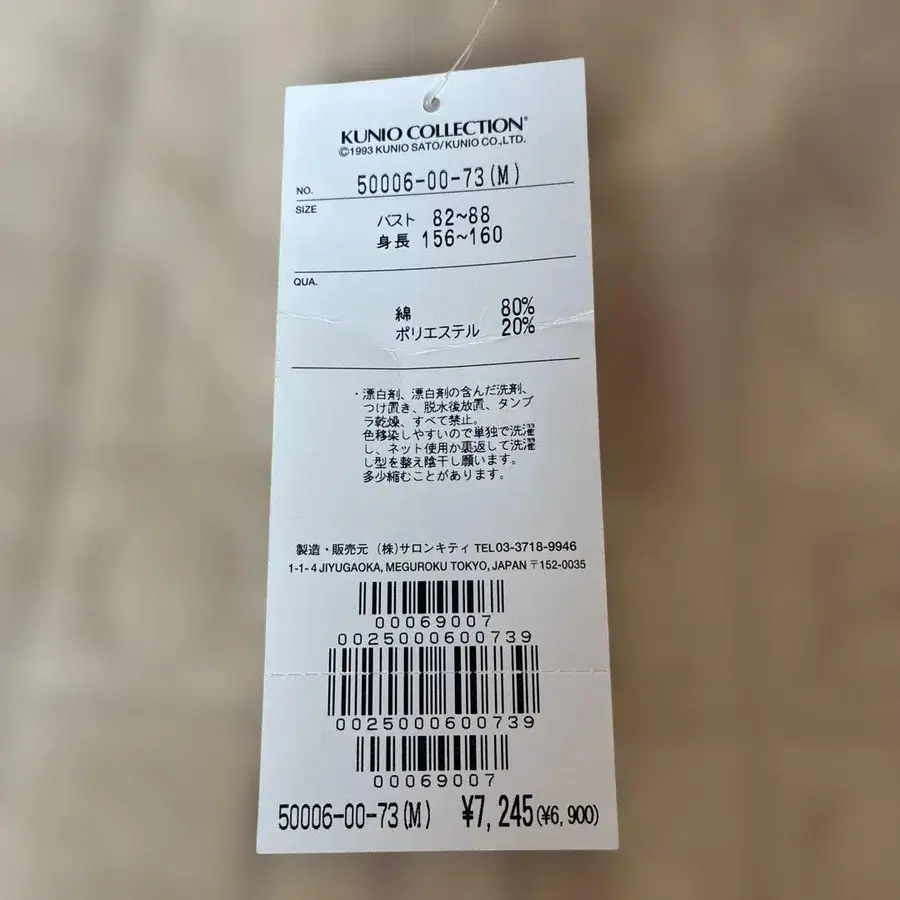 KUNIO COLLECTION®
©1993 KUNIO SATO/KUNIO CO.,LTD.
NO. 50006-00-73(M)
SIZE
バスト 82~88
身長 156~160
QUA.
綿 80%
ポリエステル 20%
・漂白剤、漂白剤の含んだ洗剤、
つけ置き、脱水後放置、タンブ
ラ乾燥、すべて禁止。
色移染しやすいので単独で洗濯
し、ネット使用か裏返して洗濯
し型を整え陰干し願います。
多少縮むことがあります。
製造・販売元 (株)サロンキティ TEL03-3718-9946
1-1-4 JIYUGAOKA, MEGUROKU TOKYO, JAPAN 〒152-0035
00069007
0025000600739
0025000600739
00069007
50006-00-73(M) ¥7,245(¥6,900)